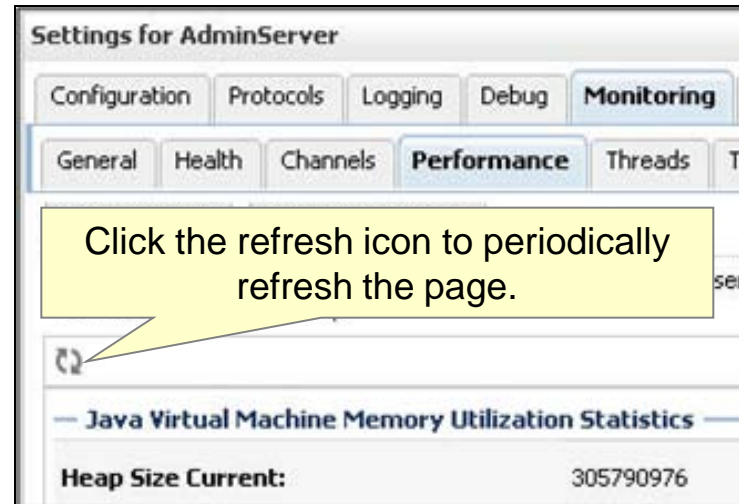 Settings for AdminServer
Configuration Protocols Logging Debug Monitoring
General Health Channels Performance Threads
Click the refresh icon to periodically
refresh the page.
— Java Virtual Machine Memory Utilization Statistics —
Heap Size Current: 305790976